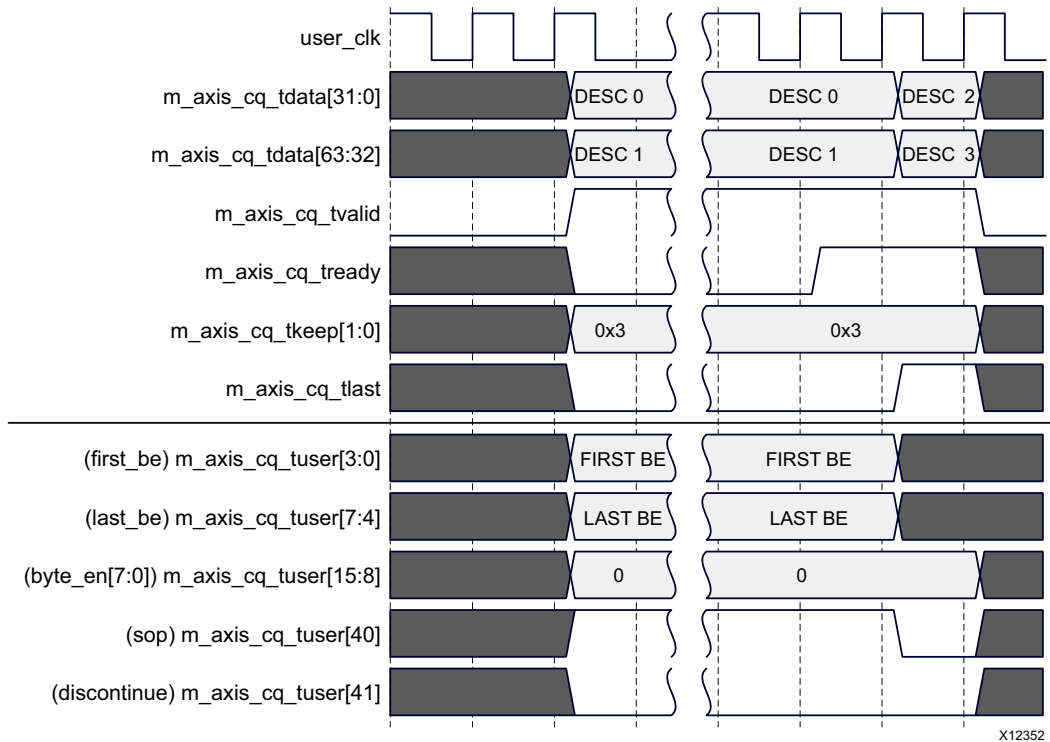 user_clk
m_axis_cq_tdata[31:0] DESC 0 DESC 0 DESC 2
m_axis_cq_tdata[63:32] DESC 1 DESC 1 DESC 3
m_axis_cq_tvalid
m_axis_cq_tready
m_axis_cq_tkeep[1:0] 0x3 0x3
m_axis_cq_tlast
(first_be) m_axis_cq_tuser[3:0] FIRST BE FIRST BE
(last_be) m_axis_cq_tuser[7:4] LAST BE LAST BE
(byte_en[7:0]) m_axis_cq_tuser[15:8] 0 0
(sop) m_axis_cq_tuser[40]
(discontinue) m_axis_cq_tuser[41]
X12352